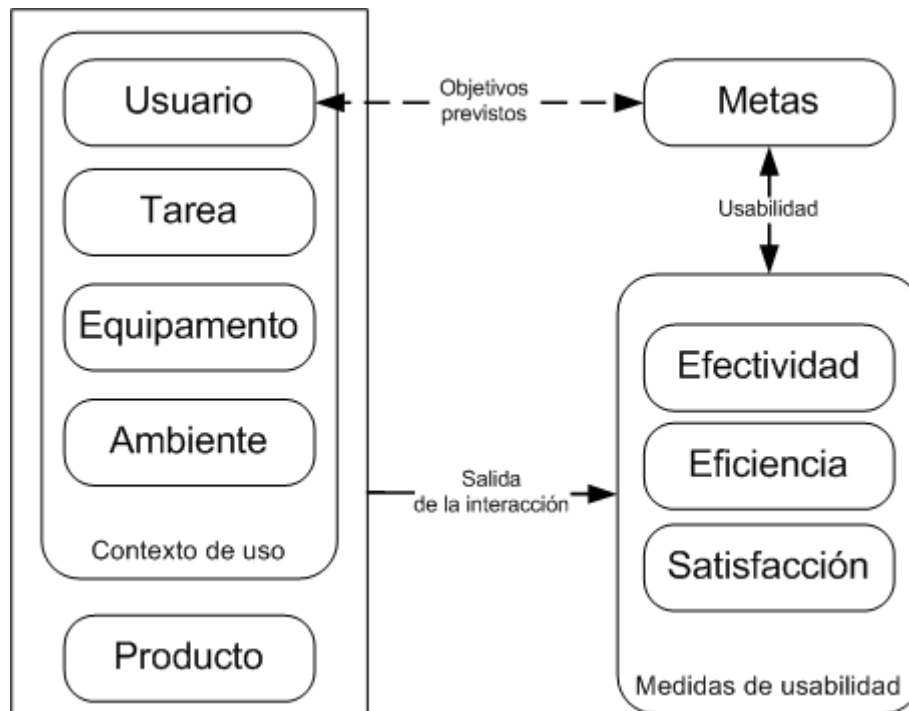 Usuario
Tarea
Equipamento
Ambiente
Contexto de uso
Producto
Objetivos
previstos
Salida
de la interacción
Metas
Usabilidad
Efectividad
Eficiencia
Satisfacción
Medidas de usabilidad